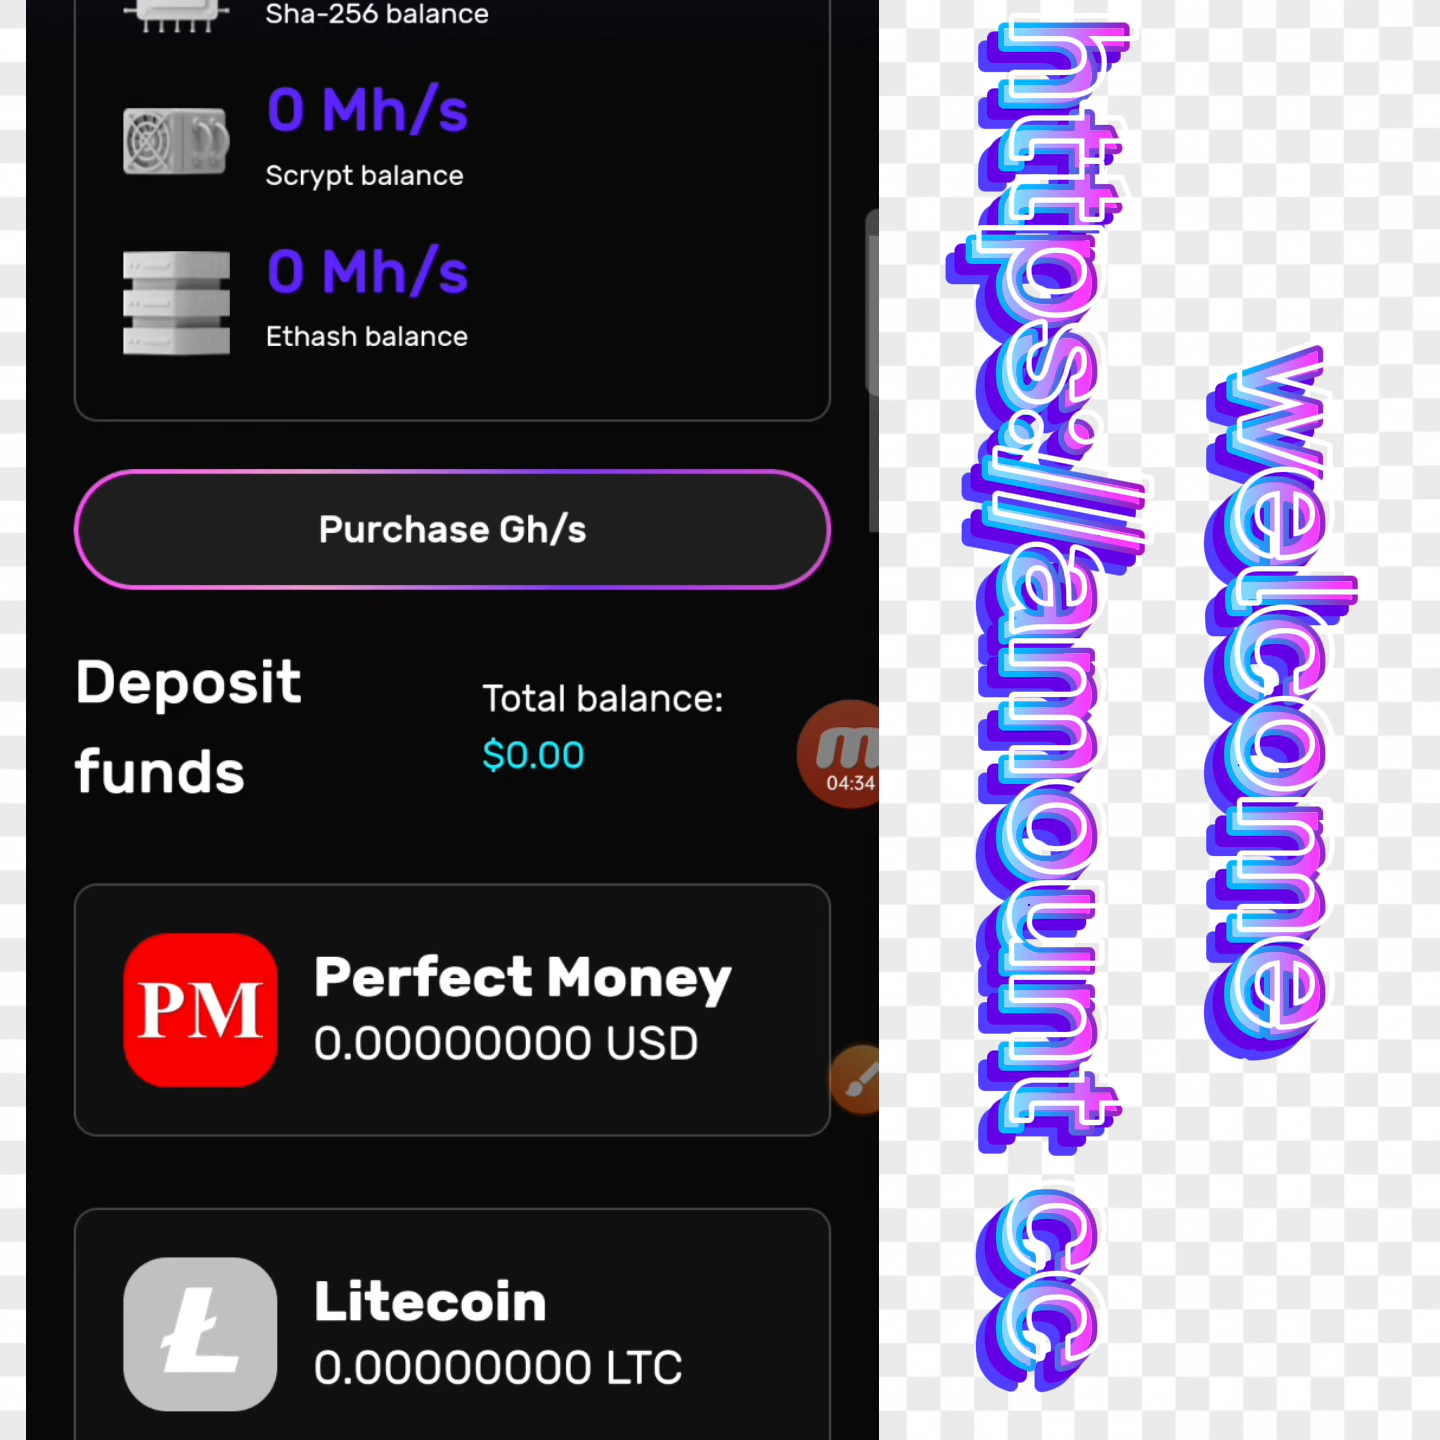 Sha-256 balance
0 Mh/s
Scrypt balance
0 Mh/s
Ethash balance
Purchase Gh/s
Deposit
funds
Total balance:
$0.00
04:34
PM
Perfect Money
0.00000000 USD
Litecoin
0.00000000 LTC
https://amount cc
welcome